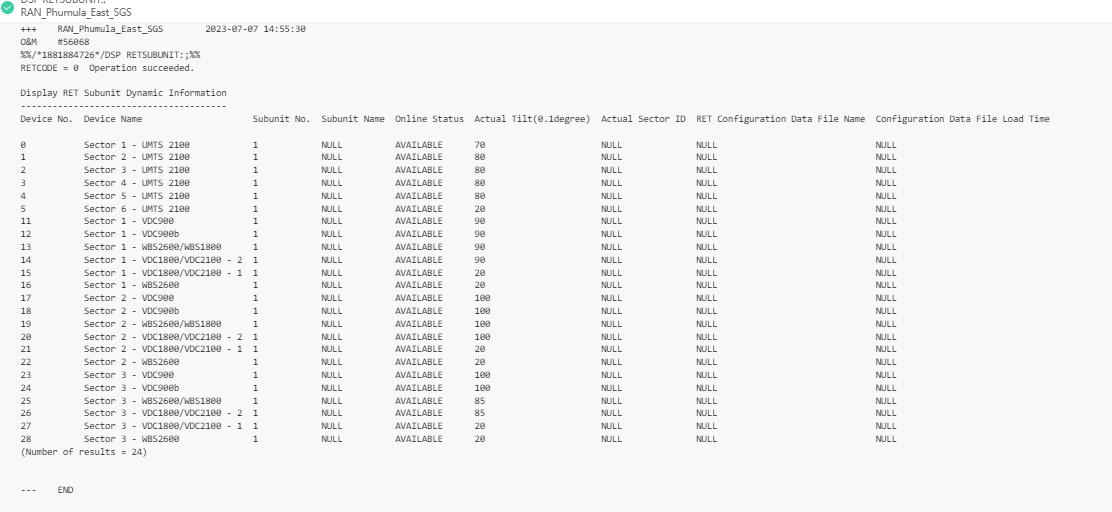 DSP RETSUBUNIT:;
RAN_Phumula_East_SGS
+++    RAN_Phumula_East_SGS        2023-07-07 14:55:30
O&M    #56068
%%/*1881884726*/DSP RETSUBUNIT:;%%
RETCODE = 0  Operation succeeded.
Display RET Subunit Dynamic Information
---------------------------------------
Device No.  Device Name                     Subunit No.  Subunit Name  Online Status  Actual Tilt(0.1degree)  Actual Sector ID  RET Configuration Data File Name  Configuration Data File Load Time
0           Sector 1 - UMTS 2100            1            NULL          AVAILABLE      70                      NULL              NULL                              NULL
1           Sector 2 - UMTS 2100            1            NULL          AVAILABLE      80                      NULL              NULL                              NULL
2           Sector 3 - UMTS 2100            1            NULL          AVAILABLE      80                      NULL              NULL                              NULL
3           Sector 4 - UMTS 2100            1            NULL          AVAILABLE      80                      NULL              NULL                              NULL
4           Sector 5 - UMTS 2100            1            NULL          AVAILABLE      80                      NULL              NULL                              NULL
5           Sector 6 - UMTS 2100            1            NULL          AVAILABLE      20                      NULL              NULL                              NULL
11          Sector 1 - VDC900               1            NULL          AVAILABLE      90                      NULL              NULL                              NULL
12          Sector 1 - VDC900b              1            NULL          AVAILABLE      90                      NULL              NULL                              NULL
13          Sector 1 - WBS2600/WBS1800      1            NULL          AVAILABLE      90                      NULL              NULL                              NULL
14          Sector 1 - VDC1800/VDC2100 - 2  1            NULL          AVAILABLE      90                      NULL              NULL                              NULL
15          Sector 1 - VDC1800/VDC2100 - 1  1            NULL          AVAILABLE      20                      NULL              NULL                              NULL
16          Sector 1 - WBS2600              1            NULL          AVAILABLE      20                      NULL              NULL                              NULL
17          Sector 2 - VDC900               1            NULL          AVAILABLE      100                     NULL              NULL                              NULL
18          Sector 2 - VDC900b              1            NULL          AVAILABLE      100                     NULL              NULL                              NULL
19          Sector 2 - WBS2600/WBS1800      1            NULL          AVAILABLE      100                     NULL              NULL                              NULL
20          Sector 2 - VDC1800/VDC2100 - 2  1            NULL          AVAILABLE      100                     NULL              NULL                              NULL
21          Sector 2 - VDC1800/VDC2100 - 1  1            NULL          AVAILABLE      20                      NULL              NULL                              NULL
22          Sector 2 - WBS2600              1            NULL          AVAILABLE      20                      NULL              NULL                              NULL
23          Sector 3 - VDC900               1            NULL          AVAILABLE      100                     NULL              NULL                              NULL
24          Sector 3 - VDC900b              1            NULL          AVAILABLE      100                     NULL              NULL                              NULL
25          Sector 3 - WBS2600/WBS1800      1            NULL          AVAILABLE      85                      NULL              NULL                              NULL
26          Sector 3 - VDC1800/VDC2100 - 2  1            NULL          AVAILABLE      85                      NULL              NULL                              NULL
27          Sector 3 - VDC1800/VDC2100 - 1  1            NULL          AVAILABLE      20                      NULL              NULL                              NULL
28          Sector 3 - WBS2600              1            NULL          AVAILABLE      20                      NULL              NULL                              NULL
(Number of results = 24)
---    END